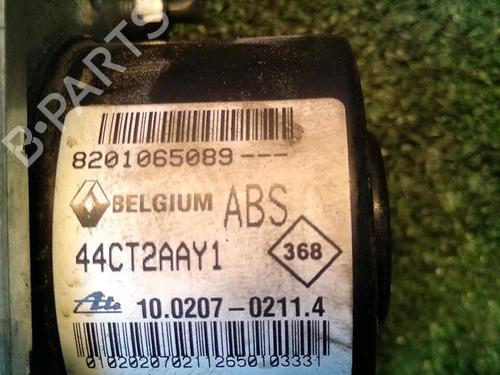 B-PARTS
8201065089---
BELGIUM ABS
44CT2AAY1
368
Ate 10.0207-0211.4
0102020702112650103331